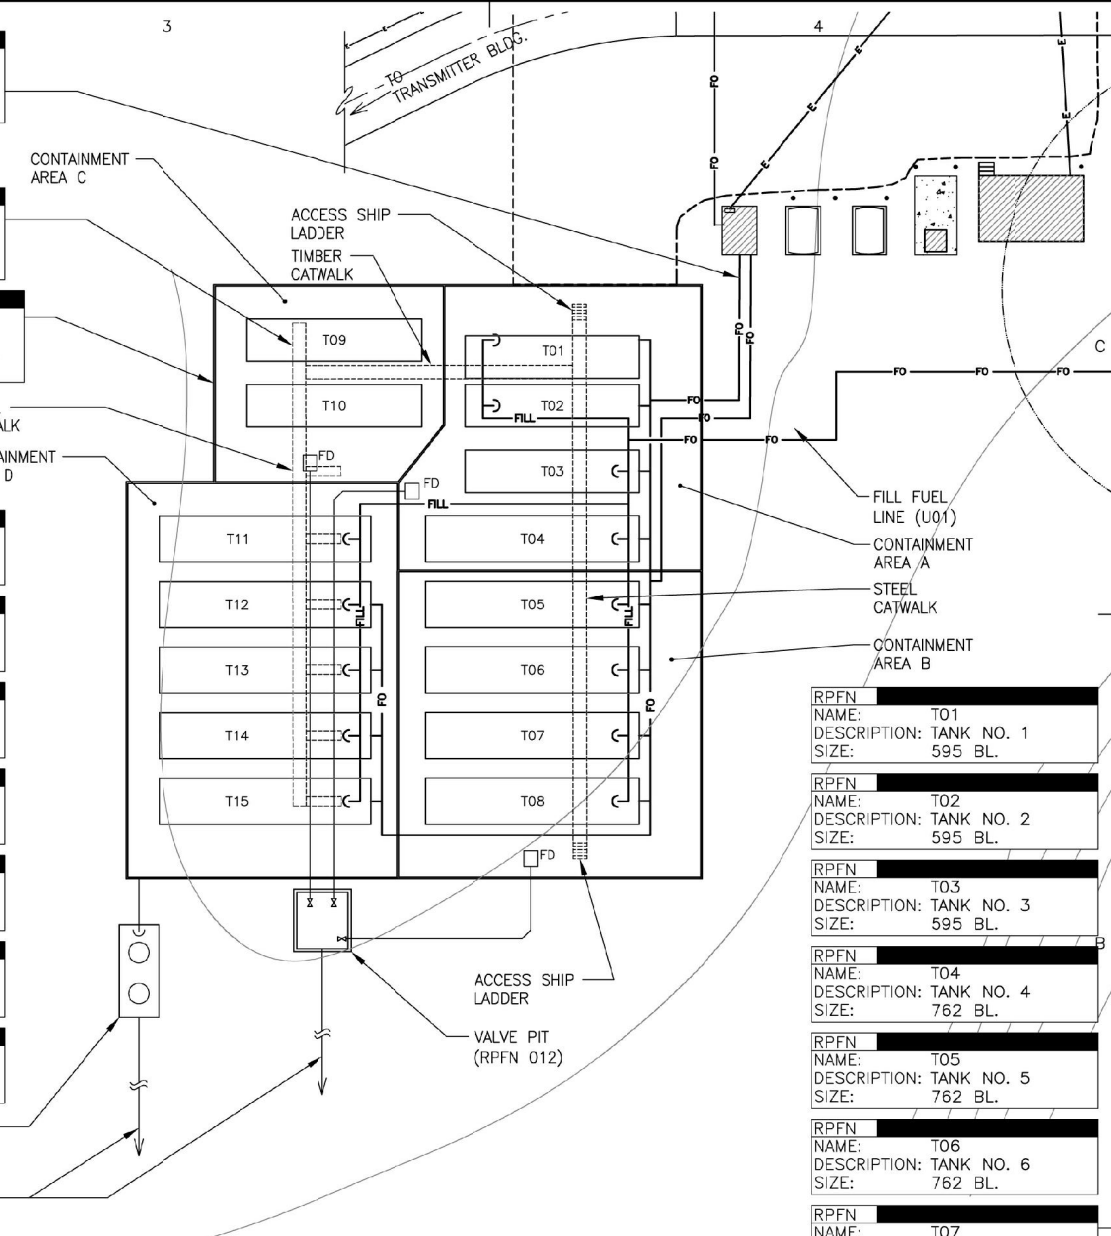 3
4
TO
TRANSMITTER BLDG.
CONTAINMENT
AREA C
ACCESS SHIP
LADDER
TIMBER
CATWALK
FO
FO
E
E
E
E
E
FO
FO
C
T09
T01
T10
T02
FILL
FO
FO
FO
FO
FO
FO
FO
FD
T03
FD
FILL
FILL FUEL
LINE (U01)
T11
T04
CONTAINMENT
AREA A
STEEL
CATWALK
T12
FILL
T05
FILL
CONTAINMENT
AREA B
T13
T06
FO
FO
T14
T07
T15
T08
FD
ALK
AINMENT
D
ACCESS SHIP
LADDER
VALVE PIT
(RPFN 012)
RPFN
NAME: T01
DESCRIPTION: TANK NO. 1
SIZE: 595 BL.
RPFN
NAME: T02
DESCRIPTION: TANK NO. 2
SIZE: 595 BL.
RPFN
NAME: T03
DESCRIPTION: TANK NO. 3
SIZE: 595 BL.
B
RPFN
NAME: T04
DESCRIPTION: TANK NO. 4
SIZE: 762 BL.
RPFN
NAME: T05
DESCRIPTION: TANK NO. 5
SIZE: 762 BL.
RPFN
NAME: T06
DESCRIPTION: TANK NO. 6
SIZE: 762 BL.
RPFN
NAME: T07